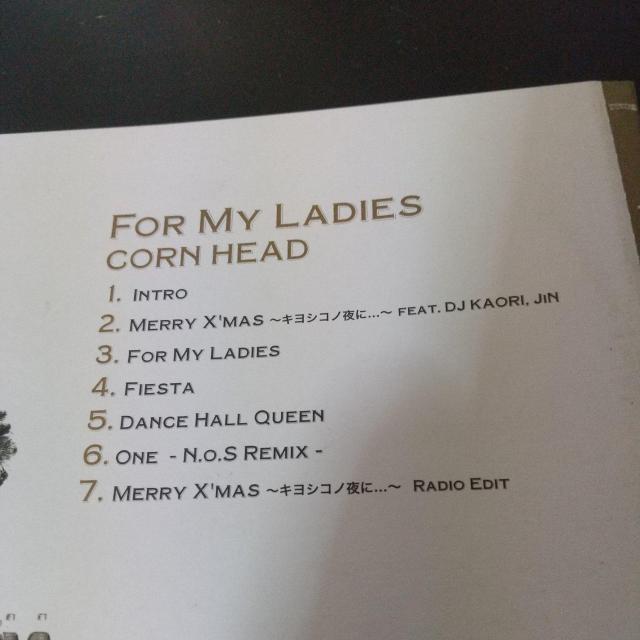 FOR MY LADIES
CORN HEAD
1. INTRO
2. MERRY X'MAS ～キヨシコノ夜に...～ FEAT. DJ KAORI, JiN
3. FOR MY LADIES
4. FIESTA
5. DANCE HALL QUEEN
6. ONE - N.O.S REMIX -
7. MERRY X'MAS ～キヨシコノ夜に...～ RADIO EDIT